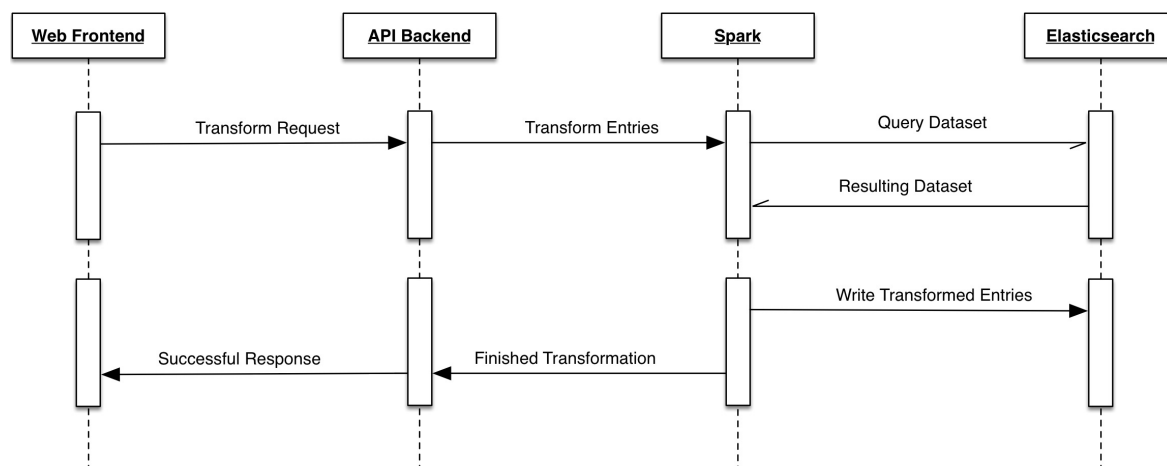 Web Frontend
API Backend
Spark
Elasticsearch
Transform Request
Transform Entries
Query Dataset
Resulting Dataset
Write Transformed Entries
Successful Response
Finished Transformation